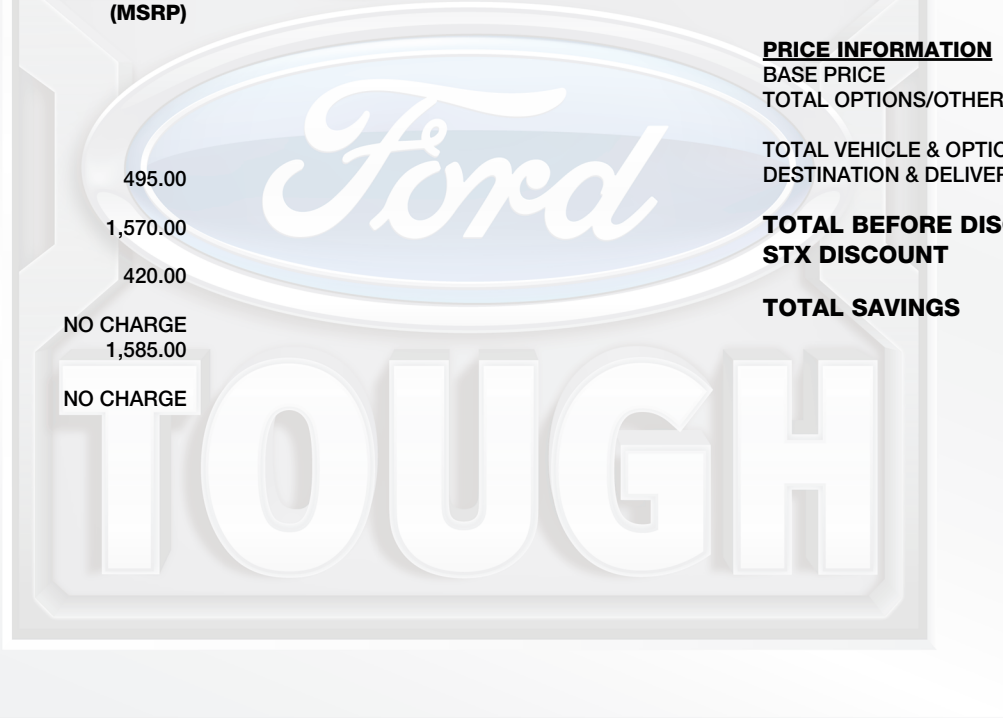 (MSRP)
495.00
1,570.00
420.00
NO CHARGE
1,585.00
NO CHARGE
PRICE INFORMATION
BASE PRICE
TOTAL OPTIONS/OTHER
TOTAL VEHICLE & OPTIO
DESTINATION & DELIVER
TOTAL BEFORE DIS
STX DISCOUNT
TOTAL SAVINGS
Ford
TOUGH